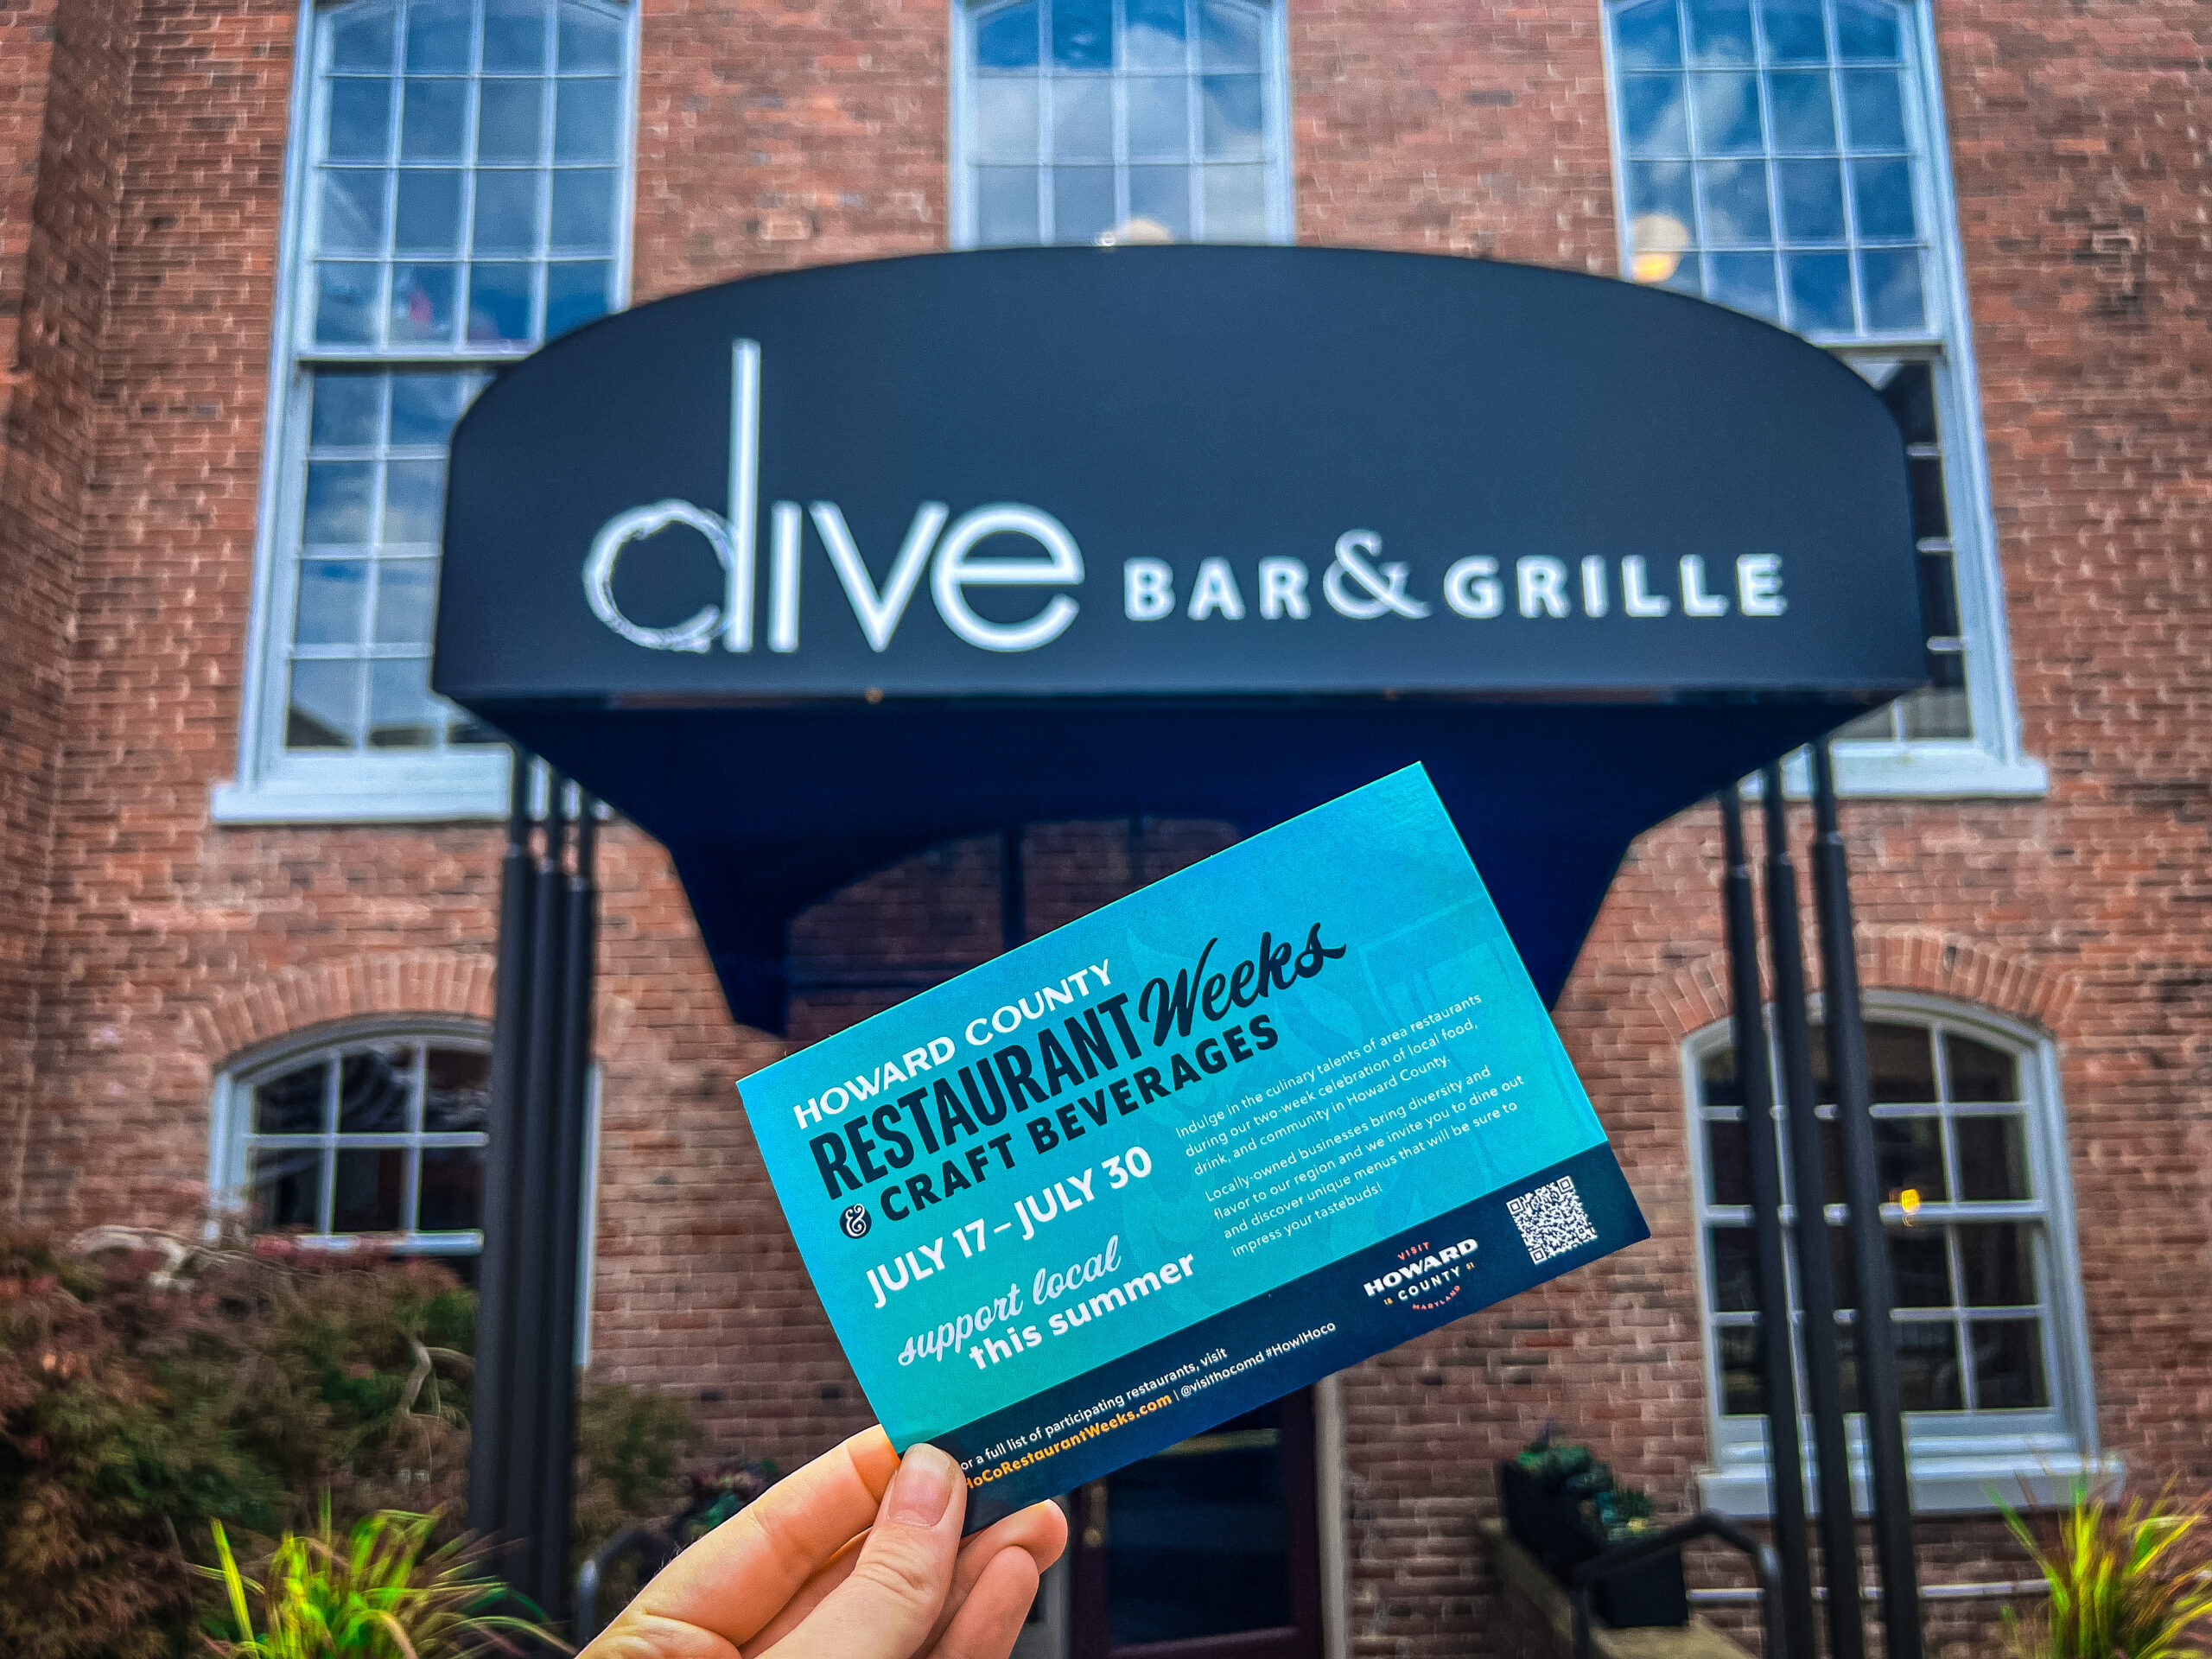 dive BAR & GRILLE
HOWARD COUNTY
RESTAURANT Weeks
& CRAFT BEVERAGES
JULY 17 – JULY 30
support local
this summer
Indulge in the culinary talents of area restaurants
during our two-week celebration of local food,
drink, and community in Howard County.
Locally-owned businesses bring diversity and
flavor to our region and we invite you to dine out
and discover unique menus that will be sure to
impress your tastebuds!
or a full list of participating restaurants, visit
HoCoRestaurantWeeks.com | @visithocomd #HowIHoco
VISIT
HOWARD
18 COUNTY 51
MARYLAND